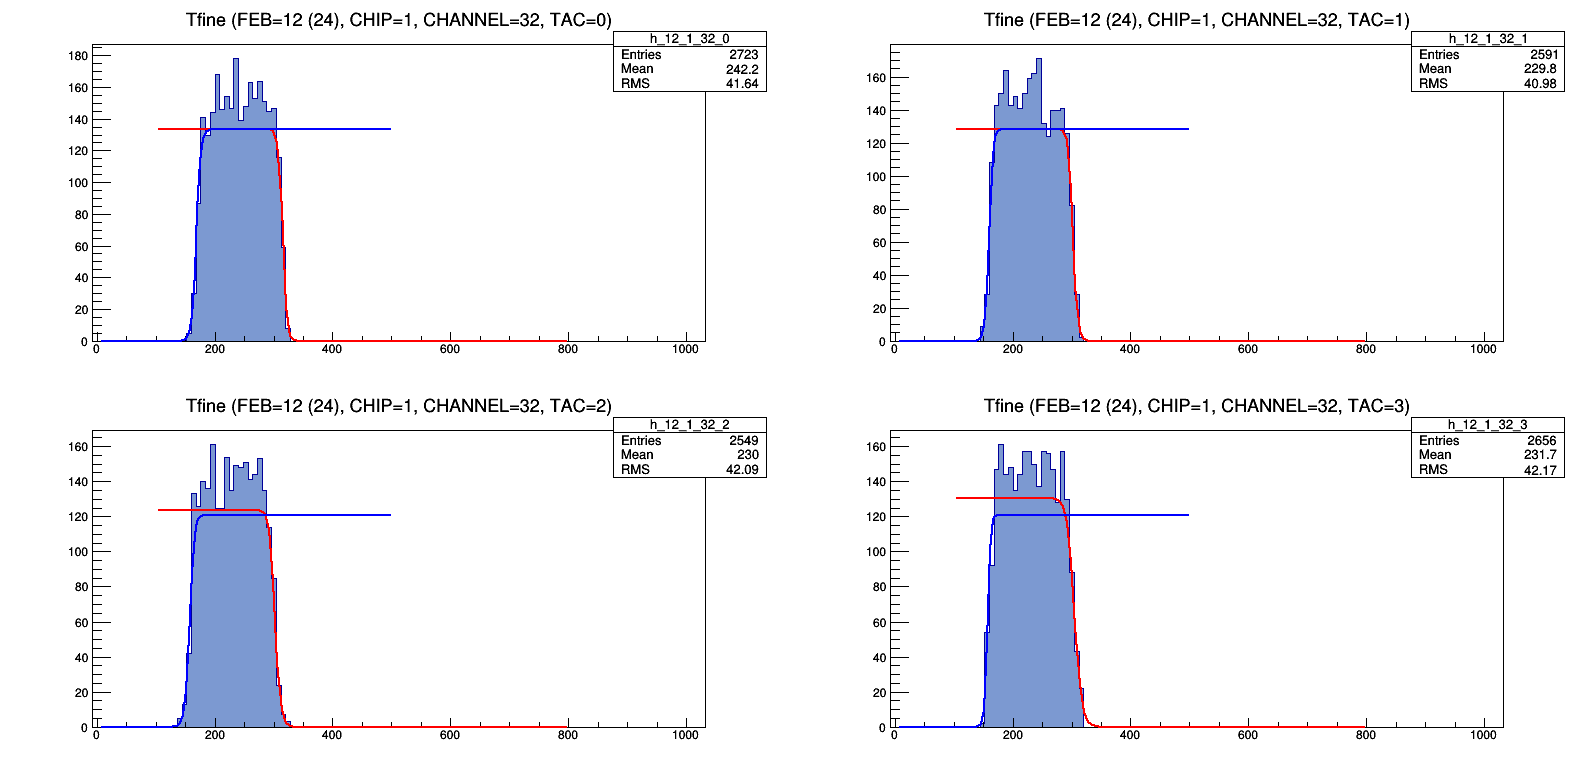 Tfine (FEB=12 (24), CHIP=1, CHANNEL=32, TAC=0)
h_12_1_32_0
Entries 2723
Mean 242.2
RMS 41.64
180
160
140
120
100
80
60
40
20
0
0 200 400 600 800 1000
Tfine (FEB=12 (24), CHIP=1, CHANNEL=32, TAC=1)
h_12_1_32_1
Entries 2591
Mean 229.8
RMS 40.98
160
140
120
100
80
60
40
20
0
0 200 400 600 800 1000
Tfine (FEB=12 (24), CHIP=1, CHANNEL=32, TAC=2)
h_12_1_32_2
Entries 2549
Mean 230
RMS 42.09
160
140
120
100
80
60
40
20
0
0 200 400 600 800 1000
Tfine (FEB=12 (24), CHIP=1, CHANNEL=32, TAC=3)
h_12_1_32_3
Entries 2656
Mean 231.7
RMS 42.17
160
140
120
100
80
60
40
20
0
0 200 400 600 800 1000